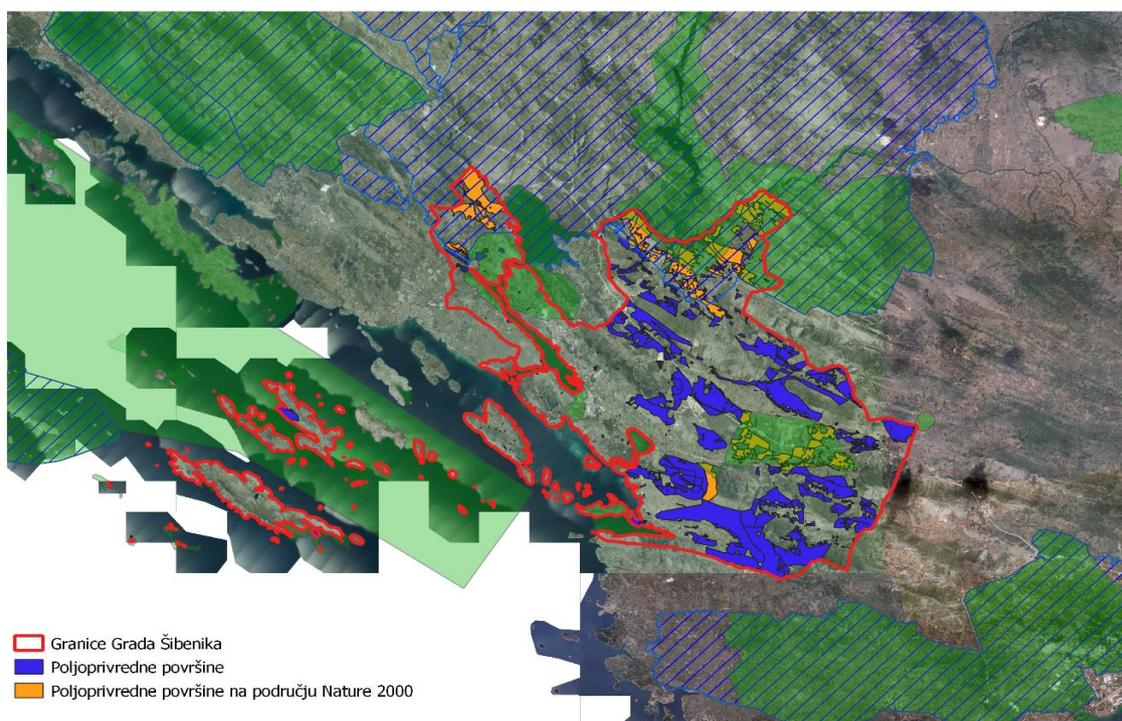 Granice Grada Šibenika
Poljoprivredne površine
Poljoprivredne površine na području Nature 2000